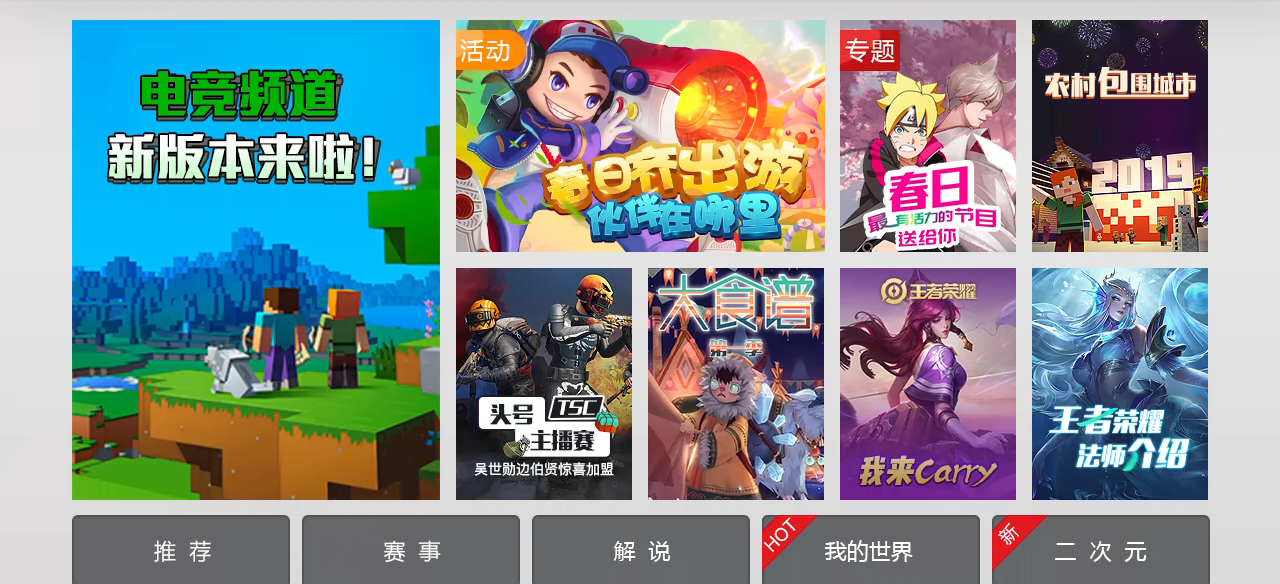 电竞频道
新版本来啦!
活动
春日齐出游
伙伴在哪里
专题
春日
最有活力的节目
送给你
农村包围城市
2019
头号 TSC
主播赛
吴世勋边伯贤惊喜加盟
大食谱
第一季
王者荣耀
我来Carry
王者荣耀
法师介绍
推荐
赛事
解说
HOT
我的世界
新
二次元